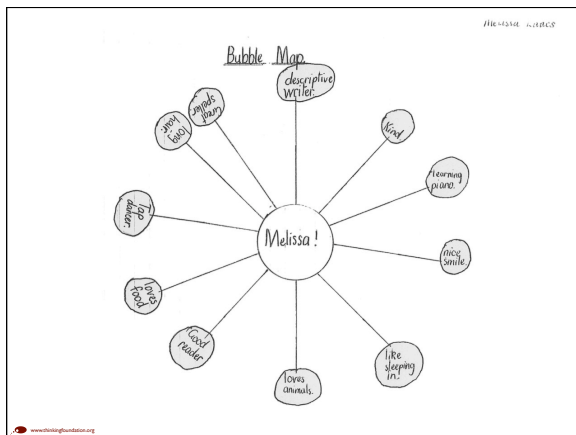 Melissa
Bubble Map.
descriptive
writer.
Kind
learning
piano.
nice
smile.
like
sleeping
in.
loves
animals.
Good
reader
loves
food
Tap
dancer.
long
hair.
Great
speller.
Melissa!
www.thinkingfoundation.org